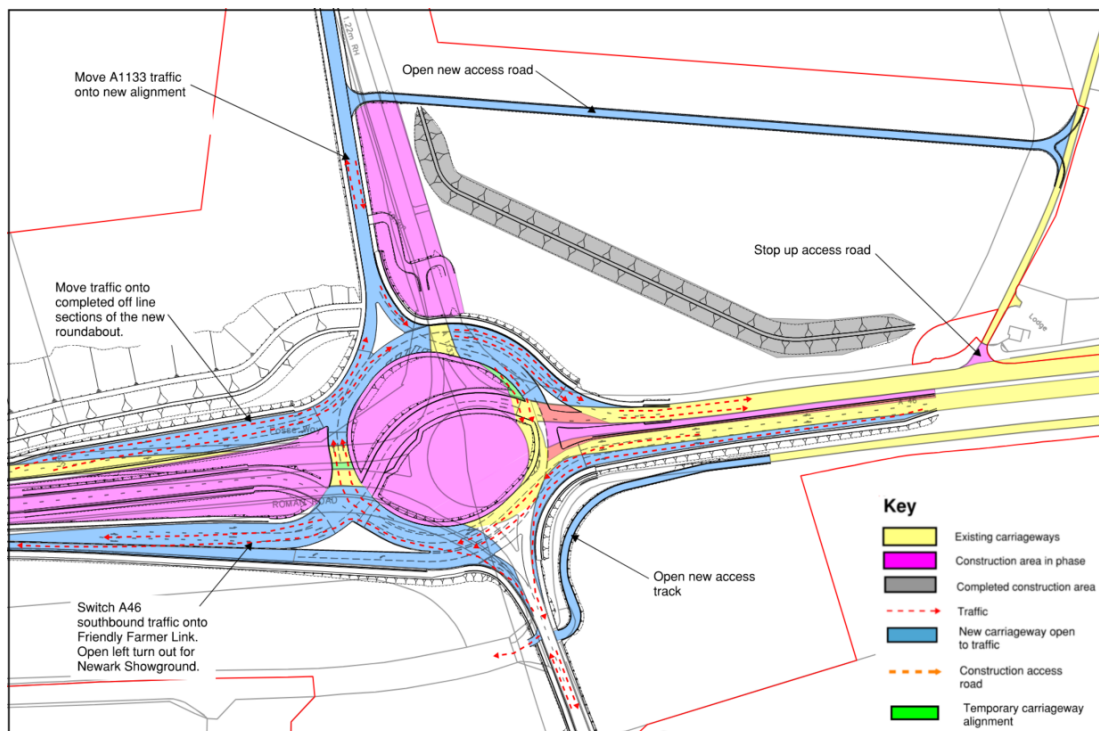 1.22m RH
Move A1133 traffic
onto new alignment
Open new access road
Stop up access road
Move traffic onto
completed off line
sections of the new
roundabout.
Lodge
ROMAN ROAD
Switch A46
southbound traffic onto
Friendly Farmer Link.
Open left turn out for
Newark Showground.
Open new access
track
Key
Existing carriageways
Construction area in phase
Completed construction area
Traffic
New carriageway open
to traffic
Construction access
road
Temporary carriageway
alignment